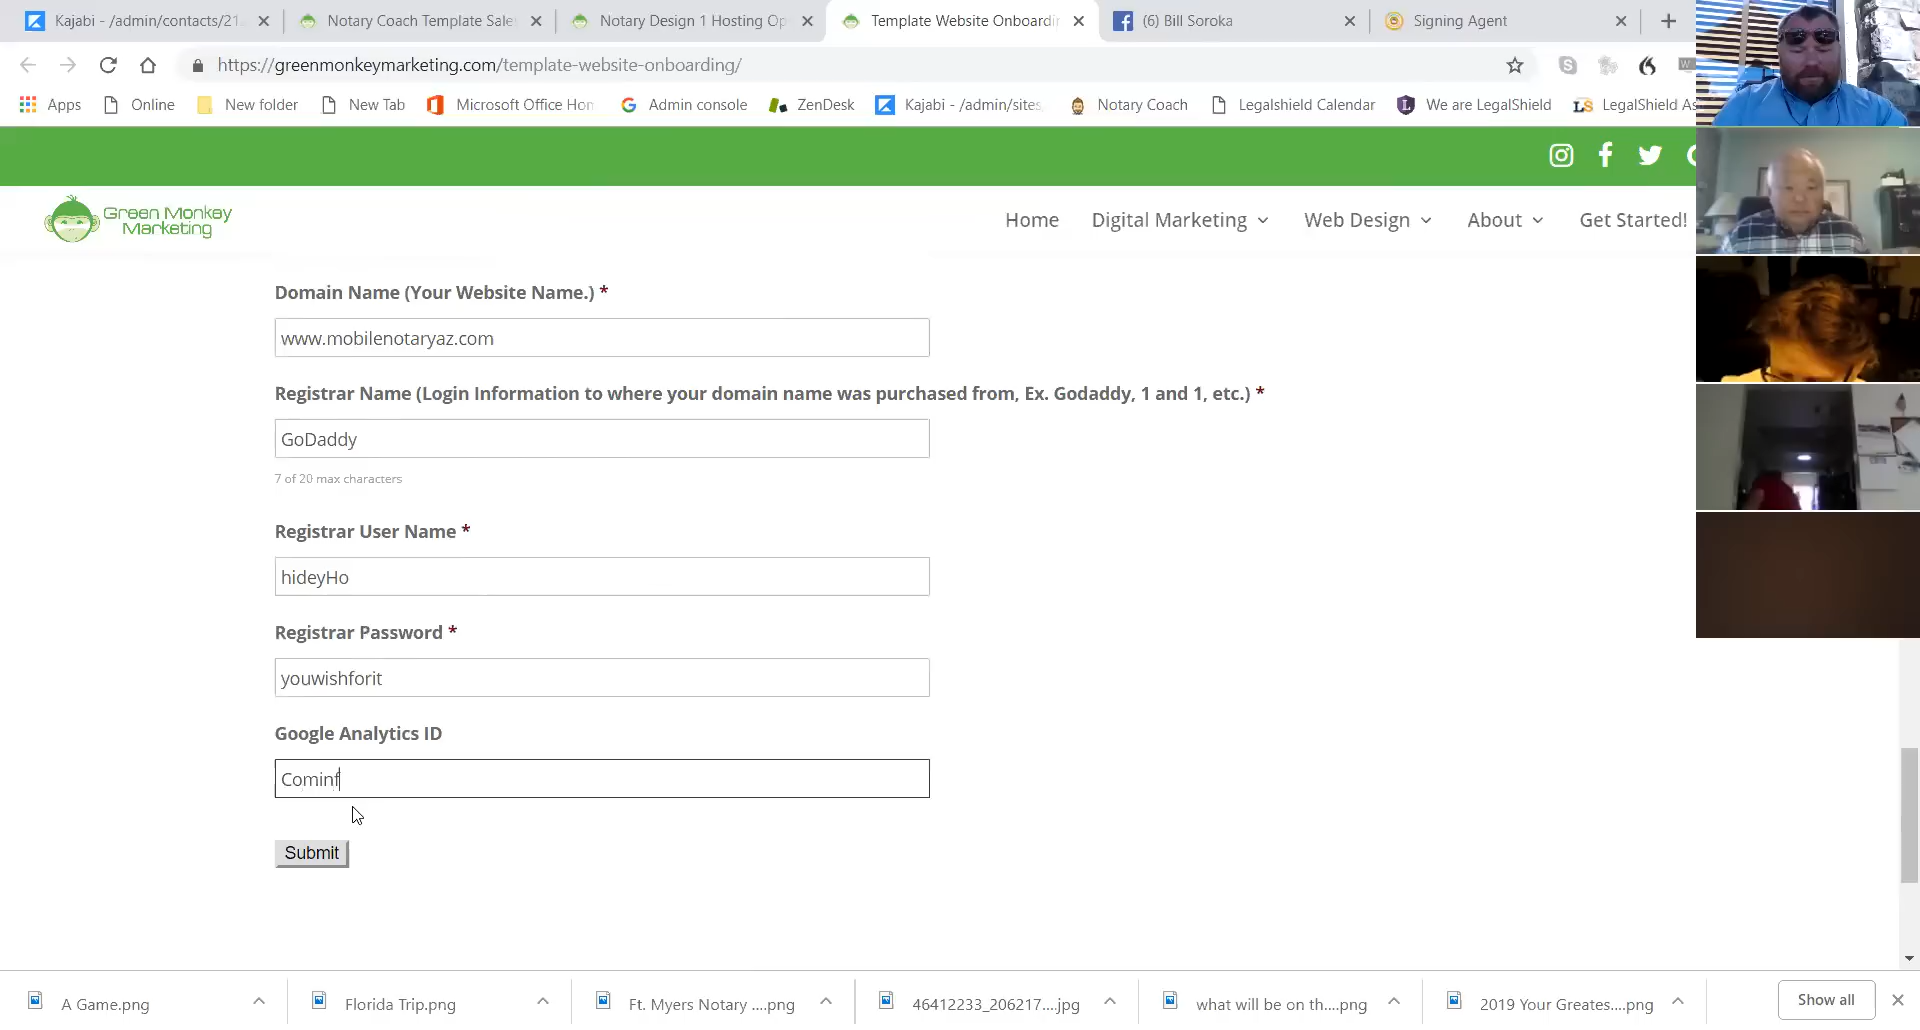 Kajabi - /admin/contacts/21
Notary Coach Template Sale
Notary Design 1 Hosting Op
Template Website Onboardin
(6) Bill Soroka
Signing Agent
https://greenmonkeymarketing.com/template-website-onboarding/
Apps
Online
New folder
New Tab
Microsoft Office Hon
Admin console
ZenDesk
Kajabi - /admin/sites
Notary Coach
Legalshield Calendar
We are LegalShield
LegalShield As
Green Monkey
Marketing
Home
Digital Marketing
Web Design
About
Get Started!
Domain Name (Your Website Name.) *
www.mobilenotaryaz.com
Registrar Name (Login Information to where your domain name was purchased from, Ex. Godaddy, 1 and 1, etc.) *
GoDaddy
7 of 20 max characters
Registrar User Name *
hideyHo
Registrar Password *
youwishforit
Google Analytics ID
Cominf
Submit
A Game.png
Florida Trip.png
Ft. Myers Notary ....png
46412233_206217....jpg
what will be on th....png
2019 Your Greates....png
Show all